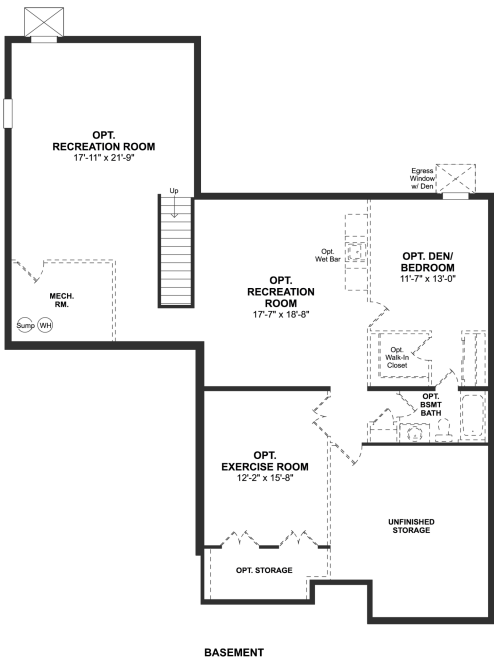 OPT.
RECREATION ROOM
17'-11" x 21'-9"
Up
Egress
Window
w/ Den
Opt.
Wet Bar
OPT. DEN/
BEDROOM
11'-7" x 13'-0"
OPT.
RECREATION
ROOM
17'-7" x 18'-8"
MECH.
RM.
Sump
WH
Opt.
Walk-In
Closet
OPT.
BSMT
BATH
OPT.
EXERCISE ROOM
12'-2" x 15'-8"
UNFINISHED
STORAGE
OPT. STORAGE
BASEMENT